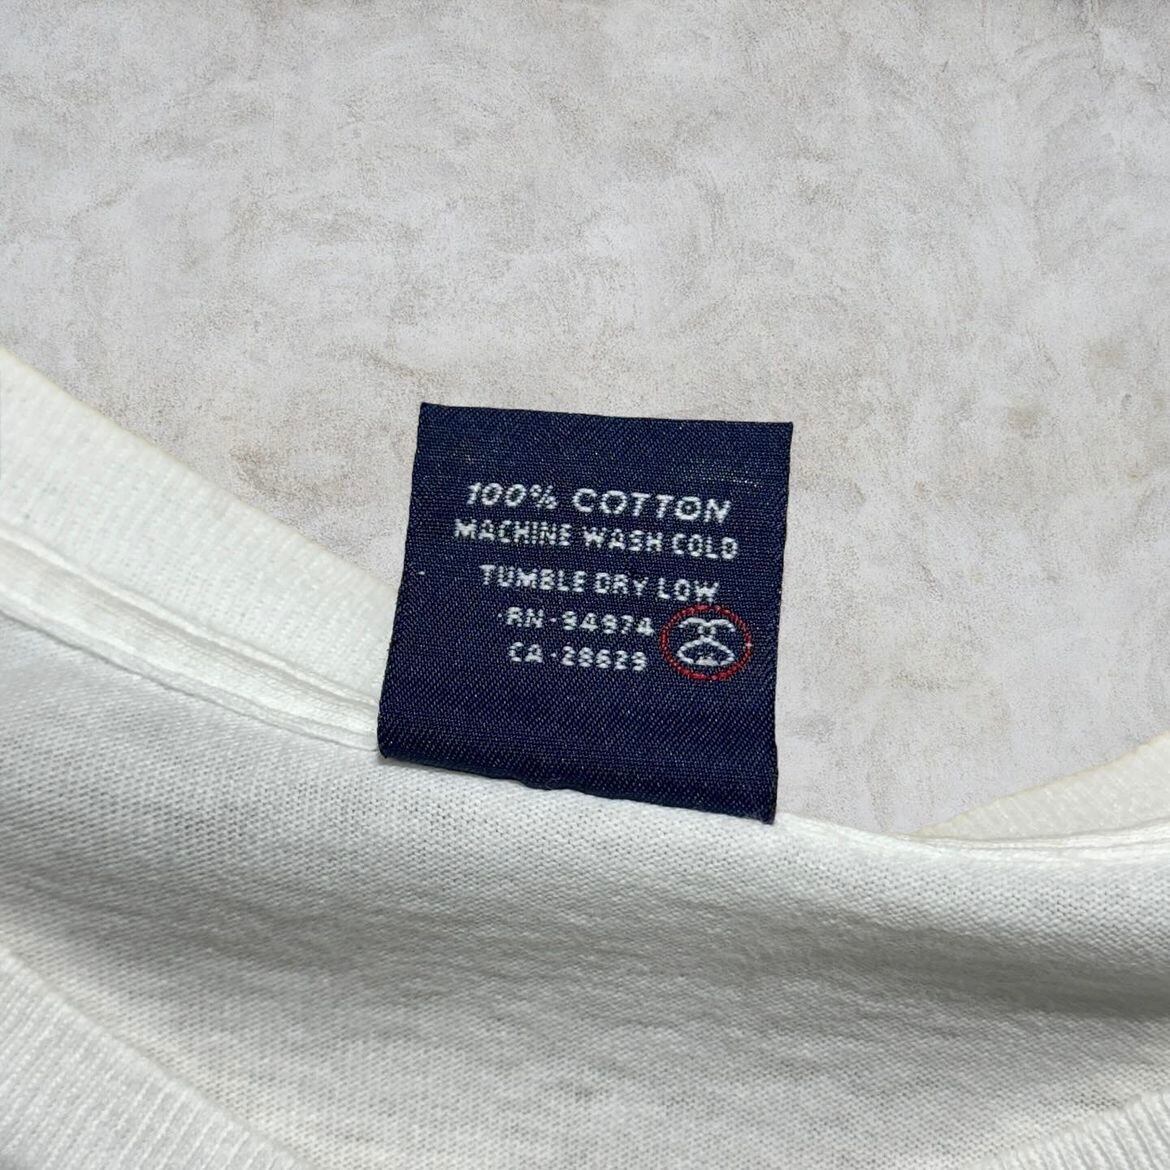 100% COTTON
MACHINE WASH COLD
TUMBLE DRY LOW
·RN·94974
CA·28629